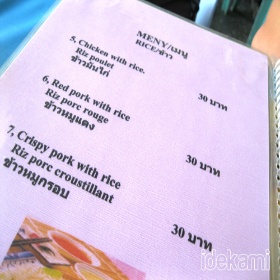 MENY/เมนู
RICE/ข้าว
5, Chicken with rice.
Riz poulet
ข้าวมันไก่
30 บาท
6, Red pork with rice
Riz porc rouge
ข้าวหมูแดง
30 บาท
7, Crispy pork with rice
Riz porc croustillant
ข้าวหมูกรอบ
30 บาท
idekami